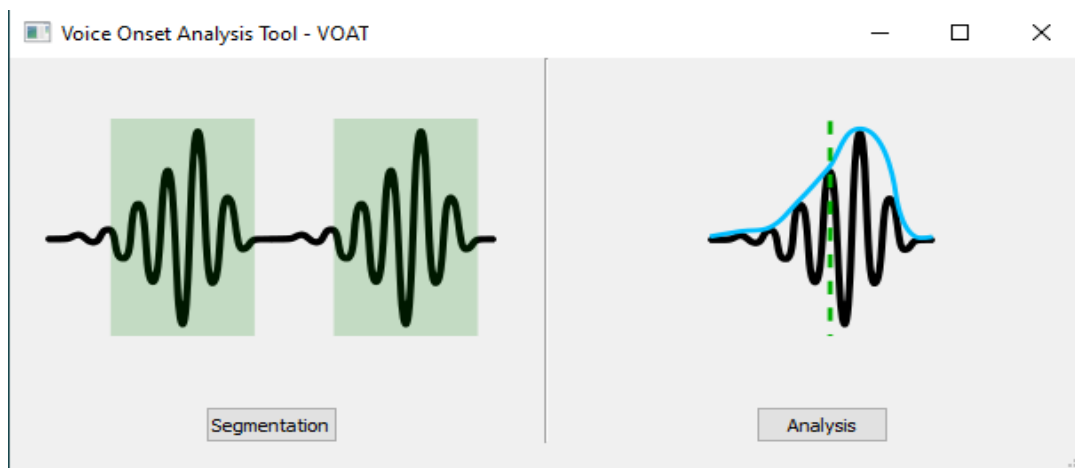 Voice Onset Analysis Tool - VOAT
Segmentation
Analysis